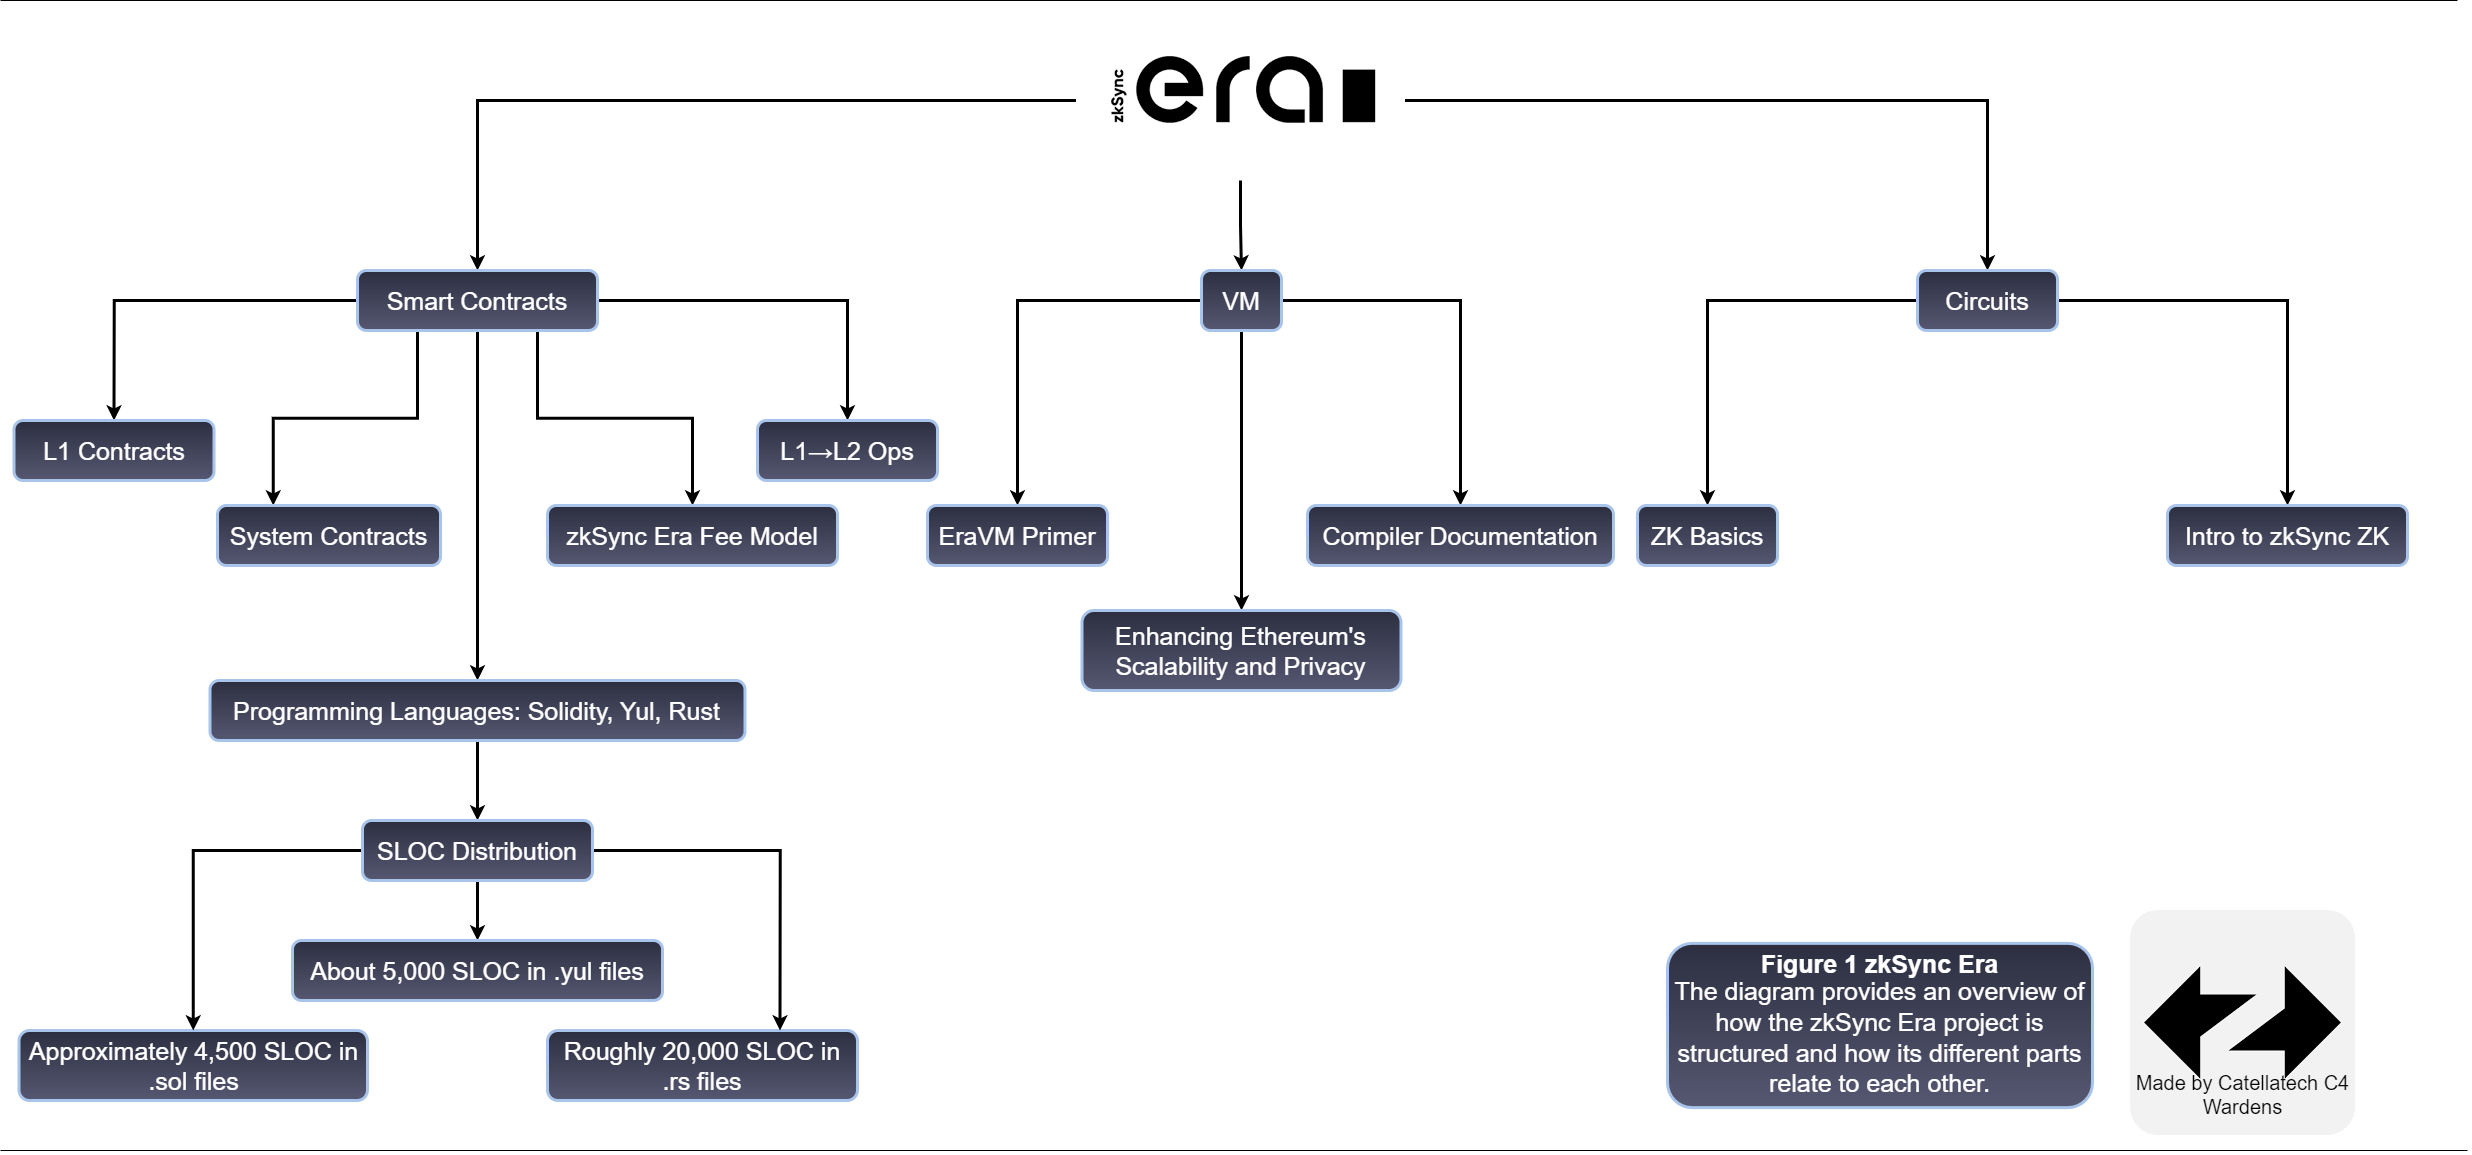 zkSync
era
Smart Contracts
VM
Circuits
L1 Contracts
L1→L2 Ops
System Contracts
zkSync Era Fee Model
EraVM Primer
Compiler Documentation
ZK Basics
Intro to zkSync ZK
Enhancing Ethereum's
Scalability and Privacy
Programming Languages: Solidity, Yul, Rust
SLOC Distribution
About 5,000 SLOC in .yul files
Approximately 4,500 SLOC in
.sol files
Roughly 20,000 SLOC in
.rs files
Figure 1 zkSync Era
The diagram provides an overview of
how the zkSync Era project is
structured and how its different parts
relate to each other.
Made by Catellatech C4
Wardens